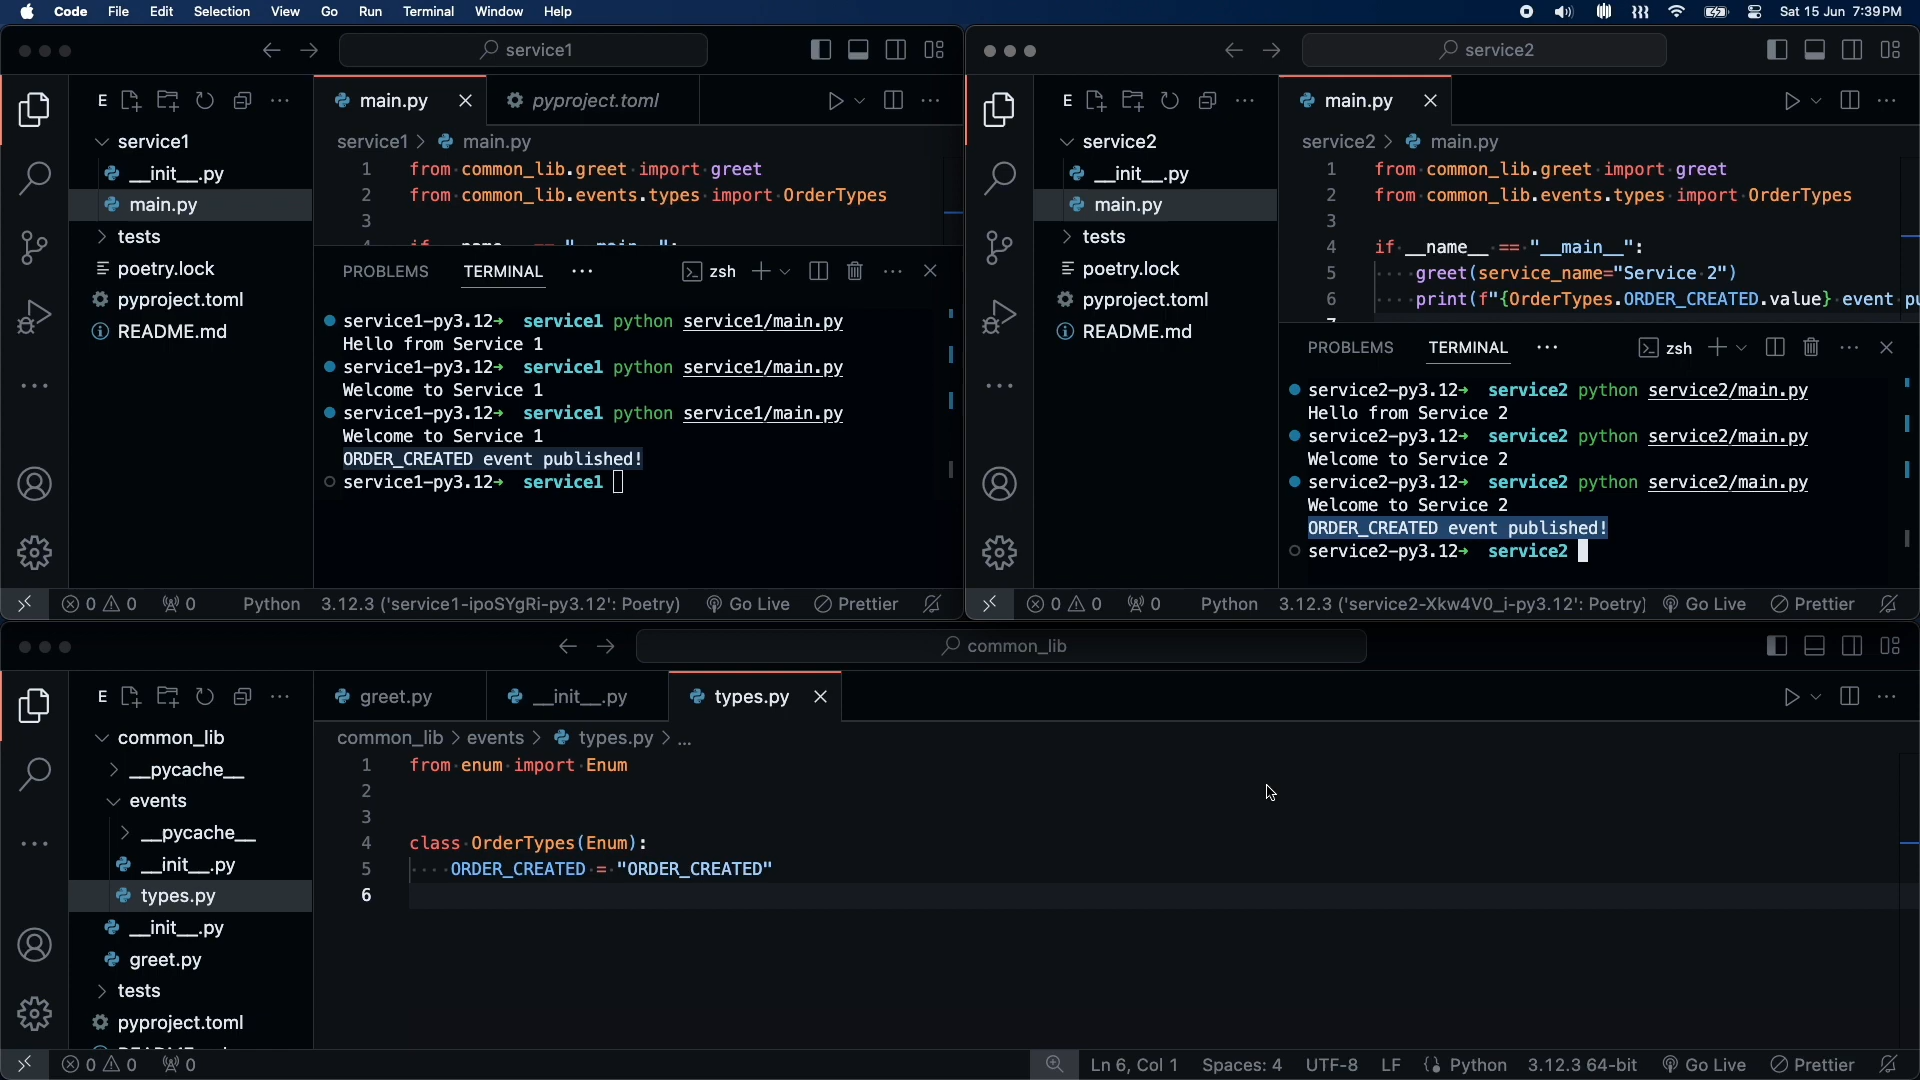 Code File Edit Selection View Go Run Terminal Window Help Sat 15 Jun 7:39 PM
service1
E
service1
__init__.py
main.py
tests
poetry.lock
pyproject.toml
README.md
main.py pyproject.toml
service1 > main.py
1 from common_lib.greet import greet
2 from common_lib.events.types import OrderTypes
3
PROBLEMS TERMINAL zsh
service1-py3.12→ service1 python service1/main.py
Hello from Service 1
service1-py3.12→ service1 python service1/main.py
Welcome to Service 1
service1-py3.12→ service1 python service1/main.py
Welcome to Service 1
ORDER_CREATED event published!
service1-py3.12→ service1
0 0 0 Python 3.12.3 ('service1-ipoSYgRi-py3.12': Poetry) Go Live Prettier
service2
E
service2
__init__.py
main.py
tests
poetry.lock
pyproject.toml
README.md
main.py
service2 > main.py
1 from common_lib.greet import greet
2 from common_lib.events.types import OrderTypes
3
4 if __name__ == "__main__":
5 greet(service_name="Service 2")
6 print(f"{OrderTypes.ORDER_CREATED.value} event pu
PROBLEMS TERMINAL zsh
service2-py3.12→ service2 python service2/main.py
Hello from Service 2
service2-py3.12→ service2 python service2/main.py
Welcome to Service 2
service2-py3.12→ service2 python service2/main.py
Welcome to Service 2
ORDER_CREATED event published!
service2-py3.12→ service2
0 0 0 Python 3.12.3 ('service2-Xkw4V0_i-py3.12': Poetry) Go Live Prettier
common_lib
E
common_lib
__pycache__
events
__pycache__
__init__.py
types.py
__init__.py
greet.py
tests
pyproject.toml
greet.py __init__.py types.py
common_lib > events > types.py > ...
1 from enum import Enum
2
3
4 class OrderTypes(Enum):
5 ORDER_CREATED = "ORDER_CREATED"
6
0 0 0 Ln 6, Col 1 Spaces: 4 UTF-8 LF Python 3.12.3 64-bit Go Live Prettier